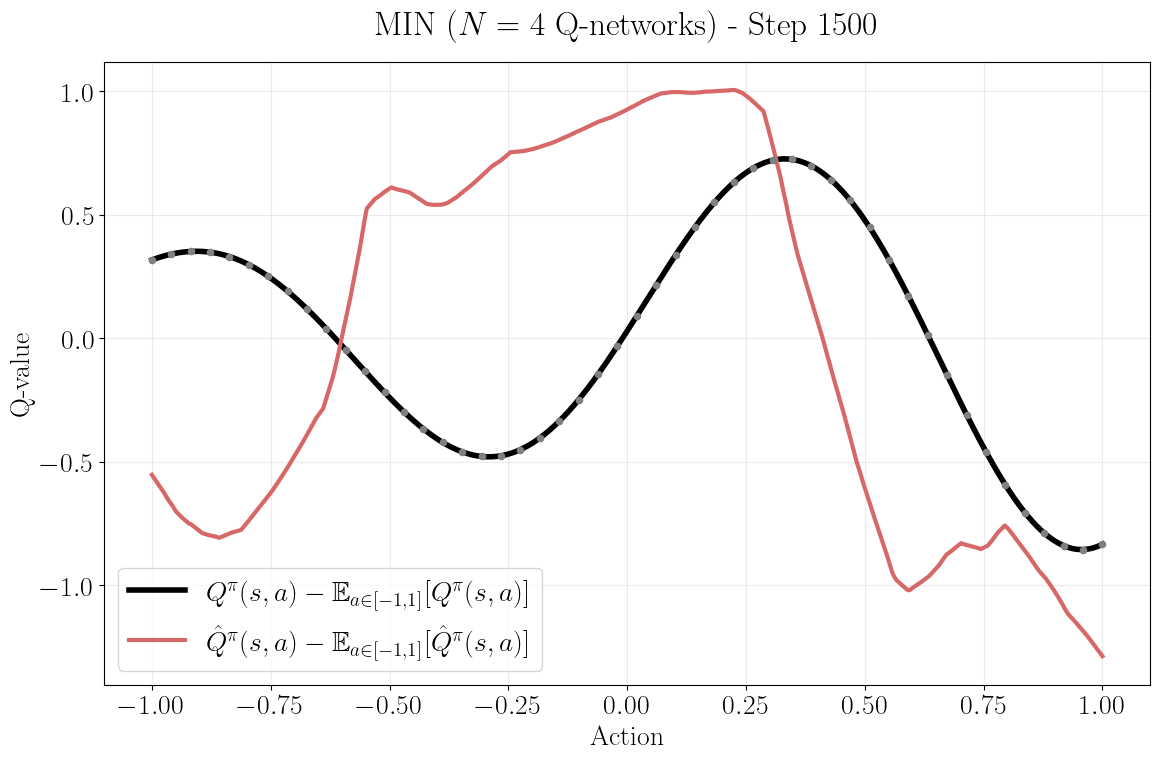 MIN (N = 4 Q-networks) - Step 1500
1.0
0.5
0.0
−0.5
−1.0
Q-value
Q^π(s, a) − 𝔼_{a∈[−1,1]}[Q^π(s, a)]
Q̂^π(s, a) − 𝔼_{a∈[−1,1]}[Q̂^π(s, a)]
−1.00 −0.75 −0.50 −0.25 0.00 0.25 0.50 0.75 1.00
Action